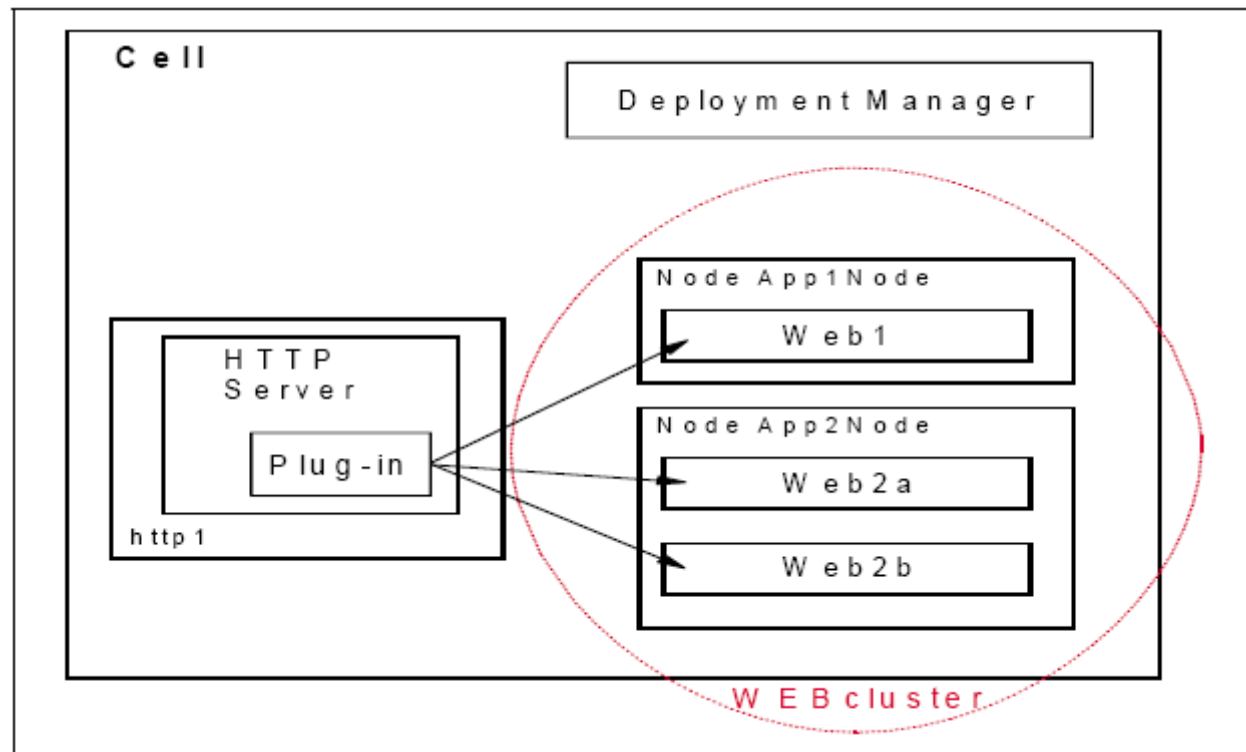 Cell
Deployment Manager
Node App1Node
Web1
HTTP
Server
Plug-in
http1
Node App2Node
Web2a
Web2b
WEBcluster